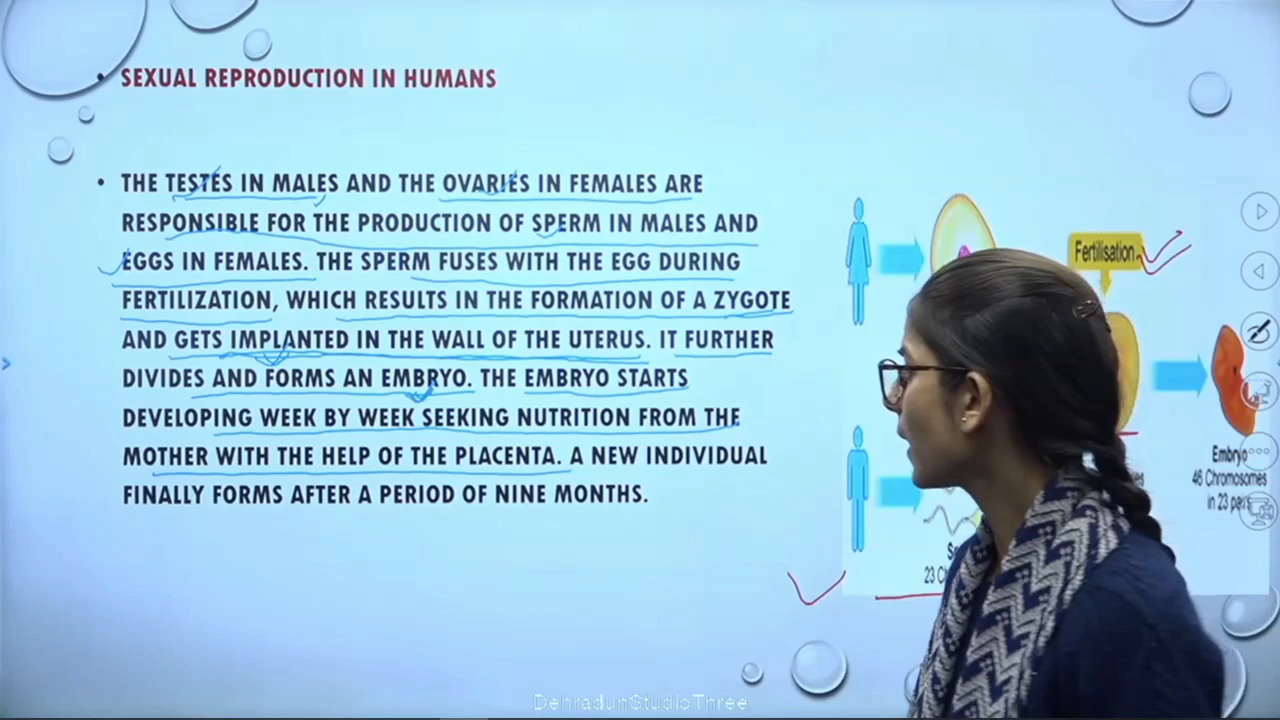 SEXUAL REPRODUCTION IN HUMANS
THE TESTES IN MALES AND THE OVARIES IN FEMALES ARE
RESPONSIBLE FOR THE PRODUCTION OF SPERM IN MALES AND
EGGS IN FEMALES. THE SPERM FUSES WITH THE EGG DURING
FERTILIZATION, WHICH RESULTS IN THE FORMATION OF A ZYGOTE
AND GETS IMPLANTED IN THE WALL OF THE UTERUS. IT FURTHER
DIVIDES AND FORMS AN EMBRYO. THE EMBRYO STARTS
DEVELOPING WEEK BY WEEK SEEKING NUTRITION FROM THE
MOTHER WITH THE HELP OF THE PLACENTA. A NEW INDIVIDUAL
FINALLY FORMS AFTER A PERIOD OF NINE MONTHS.
Fertilisation
Embryo
46 Chromosomes
in 23 pairs
23
DehradunStudioThree